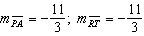 m_{\overline{PA}} = -\frac{11}{3}; m_{\overline{RT}} = -\frac{11}{3}